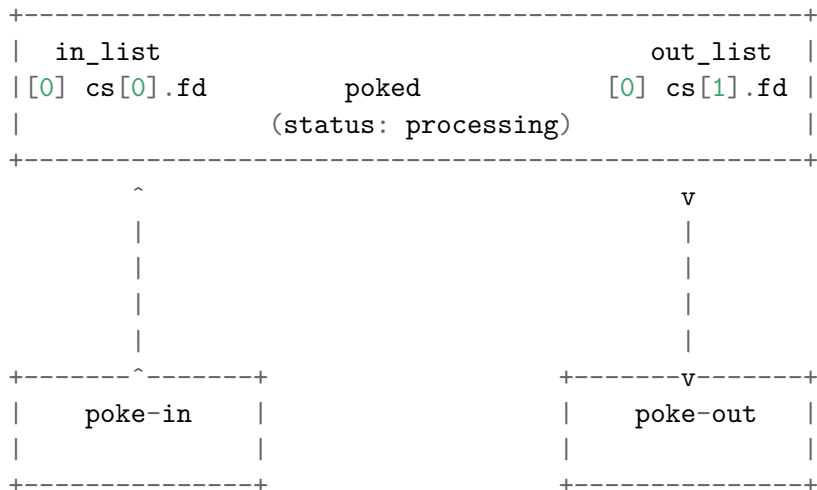 +---------------------------------------------------+
|  in_list                                out_list  |
|[0] cs[0].fd         poked            [0] cs[1].fd |
|                (status: processing)               |
+---------------------------------------------------+
        ^                                   v
        |                                   |
        |                                   |
        |                                   |
        |                                   |
+-------^-------+                   +-------v-------+
|    poke-in    |                   |    poke-out   |
|               |                   |               |
+---------------+                   +---------------+